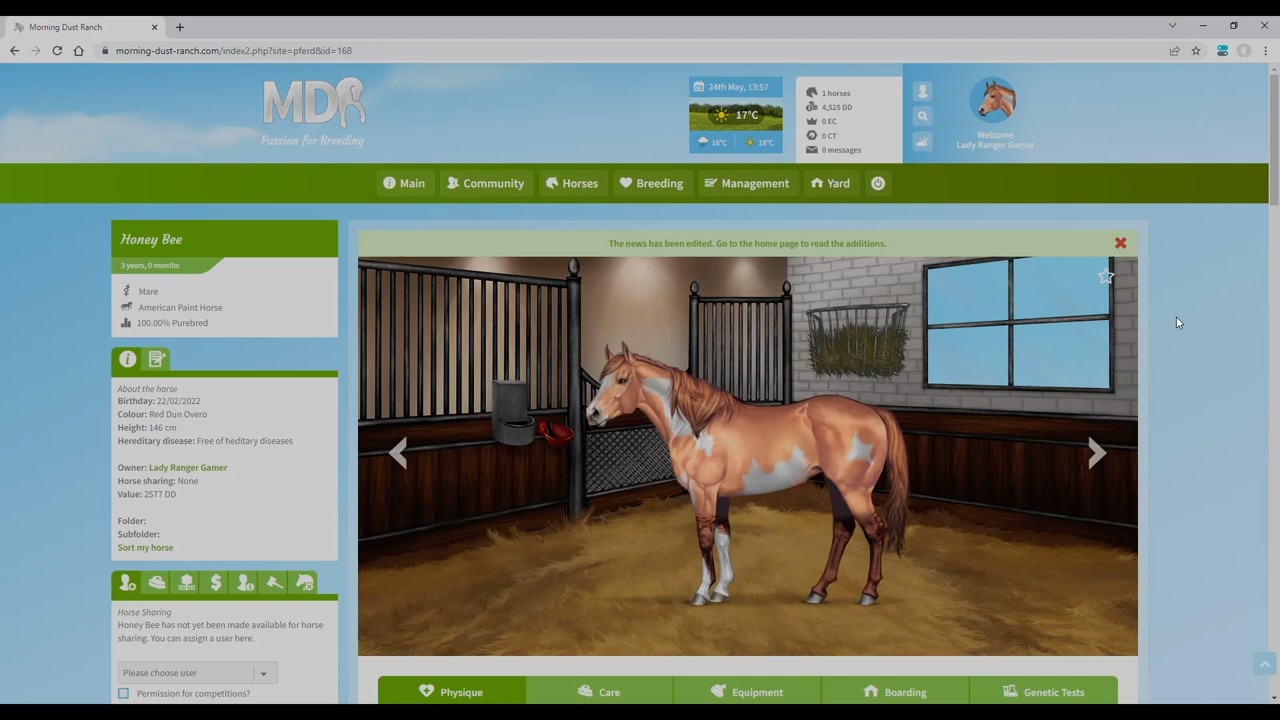 Morning Dust Ranch
morning-dust-ranch.com/index2.php?site=pferd&id=168
MD
Passion for Breeding
24th May, 13:57
17°C
16°C
18°C
1 horses
4,525 DD
0 EC
0 CT
0 messages
Welcome
Lady Ranger Gamer
Main
Community
Horses
Breeding
Management
Yard
Honey Bee
3 years, 0 months
Mare
American Paint Horse
100.00% Purebred
About the horse
Birthday: 22/02/2022
Colour: Red Dun Overo
Height: 146 cm
Hereditary disease: Free of heditary diseases
Owner: Lady Ranger Gamer
Horse sharing: None
Value: 2577 DD
Folder:
Subfolder:
Sort my horse
Horse Sharing
Honey Bee has not yet been made available for horse
sharing. You can assign a user here.
Please choose user
Permission for competitions?
The news has been edited. Go to the home page to read the additions.
Physique
Care
Equipment
Boarding
Genetic Tests